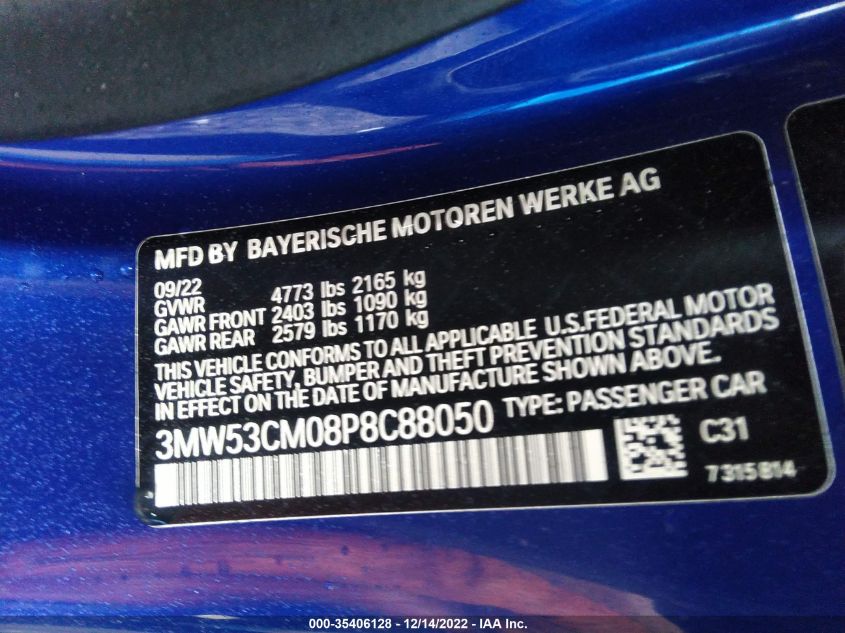 MFD BY BAYERISCHE MOTOREN WERKE AG
09/22
GVWR 4773 lbs 2165 kg
GAWR FRONT 2403 lbs 1090 kg
GAWR REAR 2579 lbs 1170 kg
THIS VEHICLE CONFORMS TO ALL APPLICABLE U.S.FEDERAL MOTOR
VEHICLE SAFETY, BUMPER AND THEFT PREVENTION STANDARDS
IN EFFECT ON THE DATE OF MANUFACTURE SHOWN ABOVE.
3MW53CM08P8C88050 TYPE: PASSENGER CAR
C31
7315814
000-35406128 - 12/14/2022 - IAA Inc.